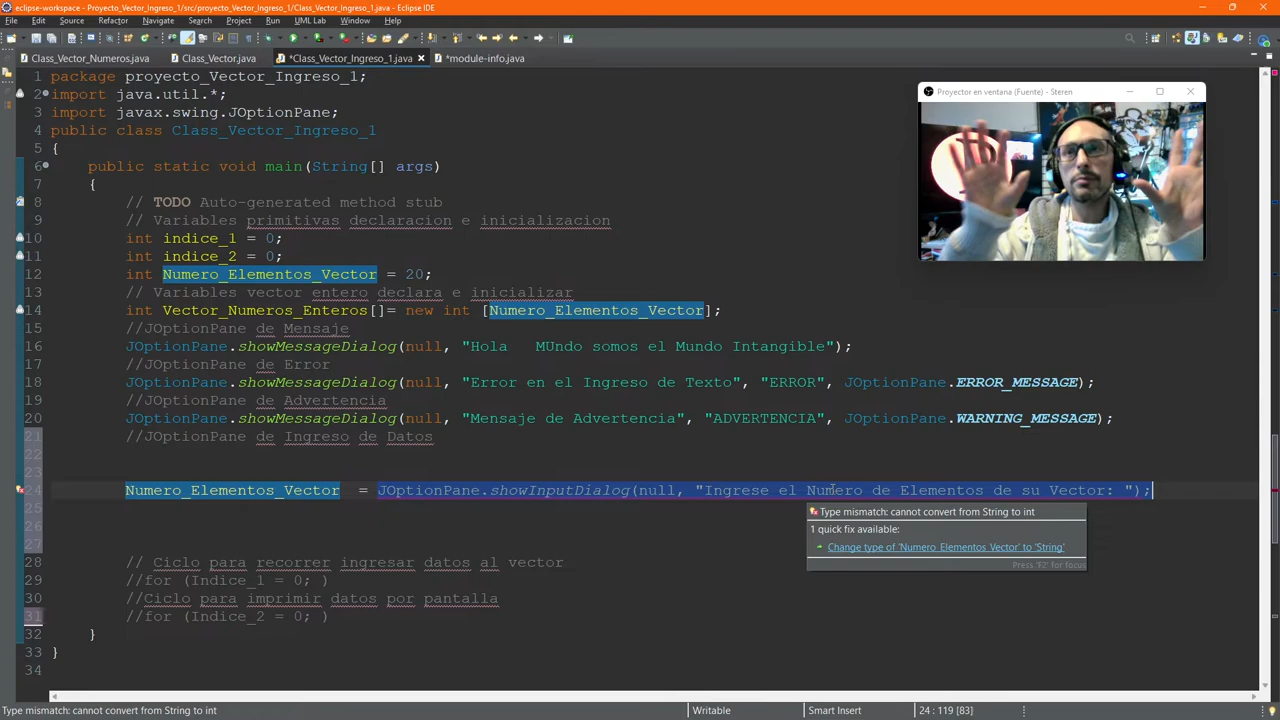 eclipse-workspace - Proyecto_Vector_Ingreso_1/src/proyecto_Vector_Ingreso_1/Class_Vector_Ingreso_1.java - Eclipse IDE
File Edit Source Refactor Navigate Search Project Run UML Lab Window Help
Class_Vector_Numeros.java Class_Vector.java *Class_Vector_Ingreso_1.java *module-info.java
1 package proyecto_Vector_Ingreso_1;
2 import java.util.*;
3 import javax.swing.JOptionPane;
4 public class Class_Vector_Ingreso_1
5 {
6 public static void main(String[] args)
7 {
8 // TODO Auto-generated method stub
9 // Variables primitivas declaracion e inicializacion
10 int indice_1 = 0;
11 int indice_2 = 0;
12 int Numero_Elementos_Vector = 20;
13 // Variables vector entero declara e inicializar
14 int Vector_Numeros_Enteros[]= new int [Numero_Elementos_Vector];
15 //JOptionPane de Mensaje
16 JOptionPane.showMessageDialog(null, "Hola   MUndo somos el Mundo Intangible");
17 //JOptionPane de Error
18 JOptionPane.showMessageDialog(null, "Error en el Ingreso de Texto", "ERROR", JOptionPane.ERROR_MESSAGE);
19 //JOptionPane de Advertencia
20 JOptionPane.showMessageDialog(null, "Mensaje de Advertencia", "ADVERTENCIA", JOptionPane.WARNING_MESSAGE);
21 //JOptionPane de Ingreso de Datos
22
23
24 Numero_Elementos_Vector  = JOptionPane.showInputDialog(null, "Ingrese el Numero de Elementos de su Vector: ");
25
26
27
28 // Ciclo para recorrer ingresar datos al vector
29 //for (Indice_1 = 0; )
30 //Ciclo para imprimir datos por pantalla
31 //for (Indice_2 = 0; )
32 }
33 }
34
Proyector en ventana (Fuente) - Steren
Type mismatch: cannot convert from String to int
1 quick fix available:
Change type of 'Numero_Elementos_Vector' to 'String'
Press 'F2' for focus
Type mismatch: cannot convert from String to int Writable Smart Insert 24 : 119 [83]